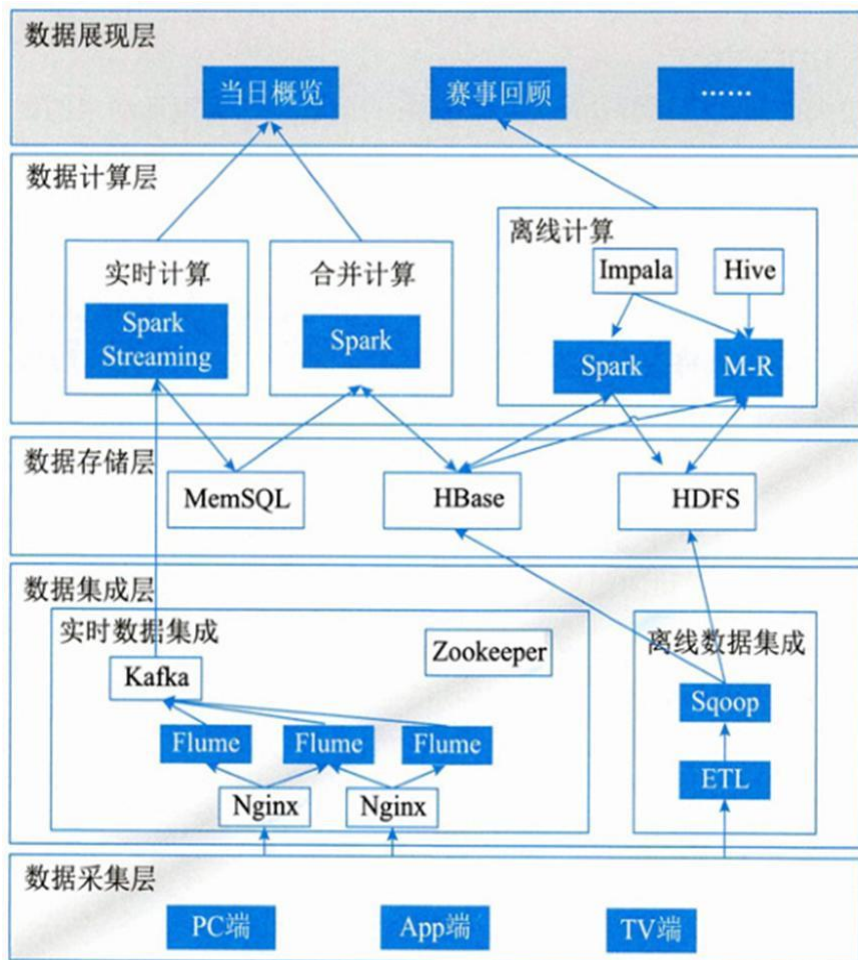 数据展现层
当日概览
赛事回顾
……
数据计算层
实时计算
Spark
Streaming
合并计算
Spark
离线计算
Impala
Hive
Spark
M-R
数据存储层
MemSQL
HBase
HDFS
数据集成层
实时数据集成
Zookeeper
Kafka
Flume
Flume
Flume
Nginx
Nginx
离线数据集成
Sqoop
ETL
数据采集层
PC端
App端
TV端